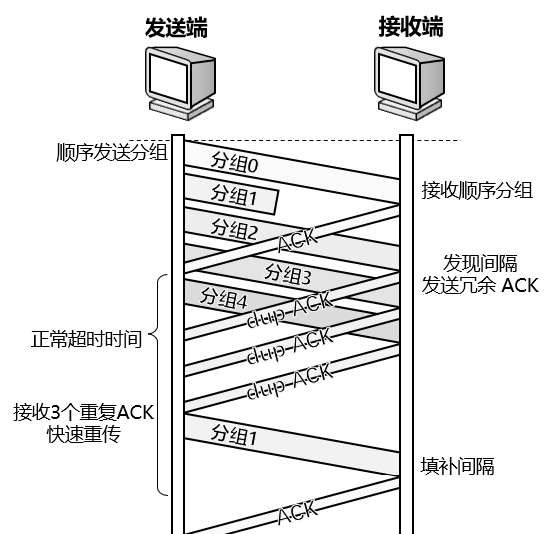 发送端
接收端
顺序发送分组
分组0
接收顺序分组
分组1
分组2
ACK
发现间隔
发送冗余 ACK
分组3
分组4
dup ACK
正常超时时间
dup ACK
dup ACK
接收3个重复ACK
快速重传
分组1
填补间隔
ACK